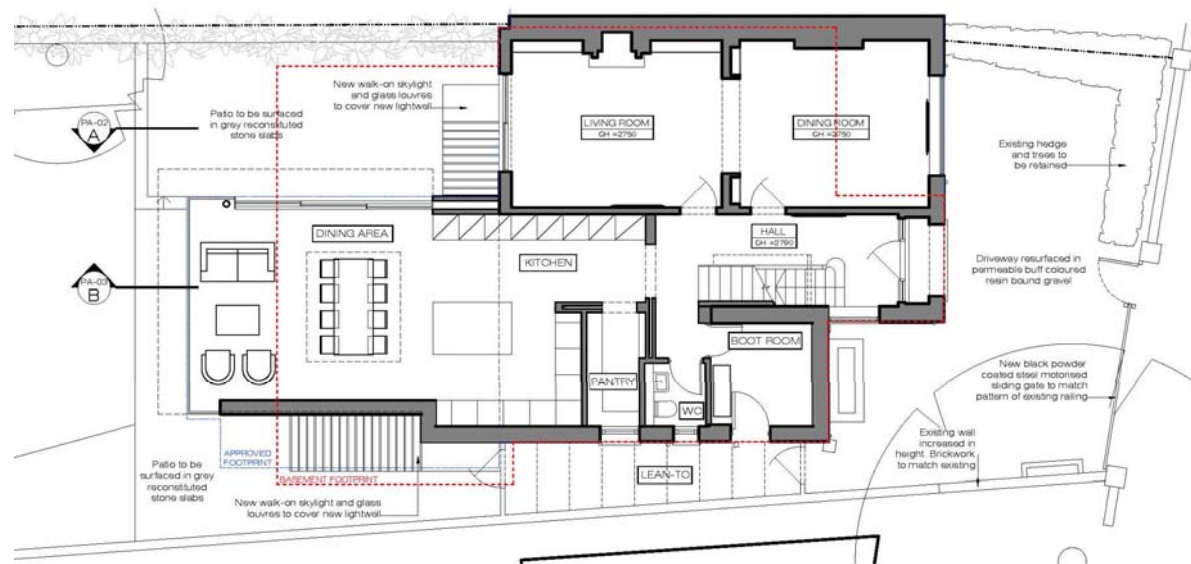 New walk-on skylight
and glass louvres
to cover new lightwell
PA-02
A
Patio to be surfaced
in grey reconstituted
stone slabs
LIVING ROOM
CH =2750
DINING ROOM
CH =2750
Existing hedge
and trees to
be retained
DINING AREA
HALL
CH =2790
KITCHEN
PA-03
B
Driveway resurfaced in
permeable buff coloured
resin bound gravel
BOOT ROOM
PANTRY
WC
New black powder
coated steel motorised
sliding gate to match
pattern of existing railing
Existing wall
increased in
height. Brickwork
to match existing
APPROVED
FOOTPRINT
BASEMENT FOOTPRINT
LEAN-TO
Patio to be
surfaced in grey
reconstituted
stone slabs
New walk-on skylight and glass
louvres to cover new lightwell